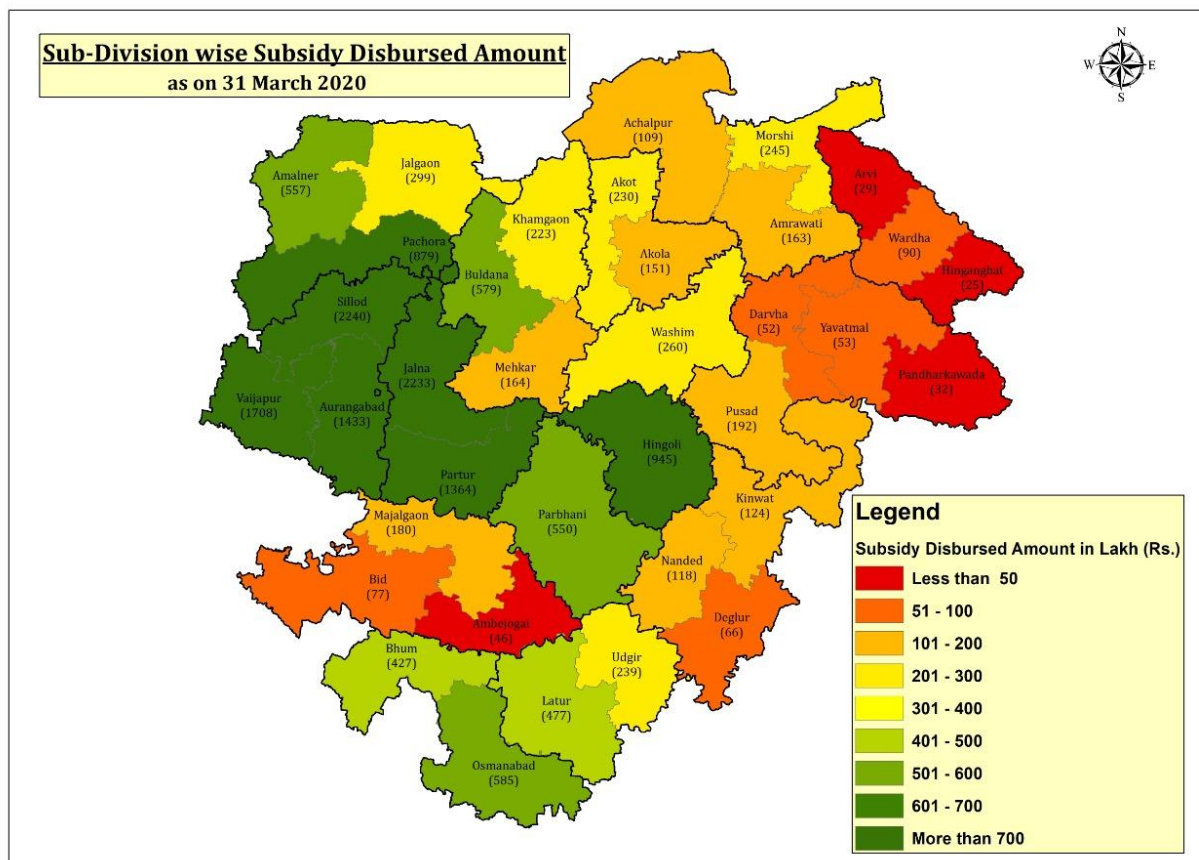 Sub-Division wise Subsidy Disbursed Amount
as on 31 March 2020
N
W
E
S
Achalpur
(109)
Morshi
(245)
Amalner
(557)
Jalgaon
(299)
Akot
(230)
Arvi
(29)
Khamgaon
(223)
Amrawati
(163)
Wardha
(90)
Pachora
(879)
Buldana
(579)
Akola
(151)
Hinganghat
(25)
Sillod
(2240)
Darvha
(52)
Yavatmal
(53)
Washim
(260)
Jalna
(2233)
Mehkar
(164)
Pandharkawada
(32)
Vaijapur
(1708)
Aurangabad
(1433)
Pusad
(192)
Hingoli
(945)
Partur
(1364)
Kinwat
(124)
Majalgaon
(180)
Parbhani
(550)
Nanded
(118)
Bid
(77)
Deglur
(66)
Ambejogai
(46)
Bhum
(427)
Udgir
(239)
Latur
(477)
Osmanabad
(585)
Legend
Subsidy Disbursed Amount in Lakh (Rs.)
Less than 50
51 - 100
101 - 200
201 - 300
301 - 400
401 - 500
501 - 600
601 - 700
More than 700